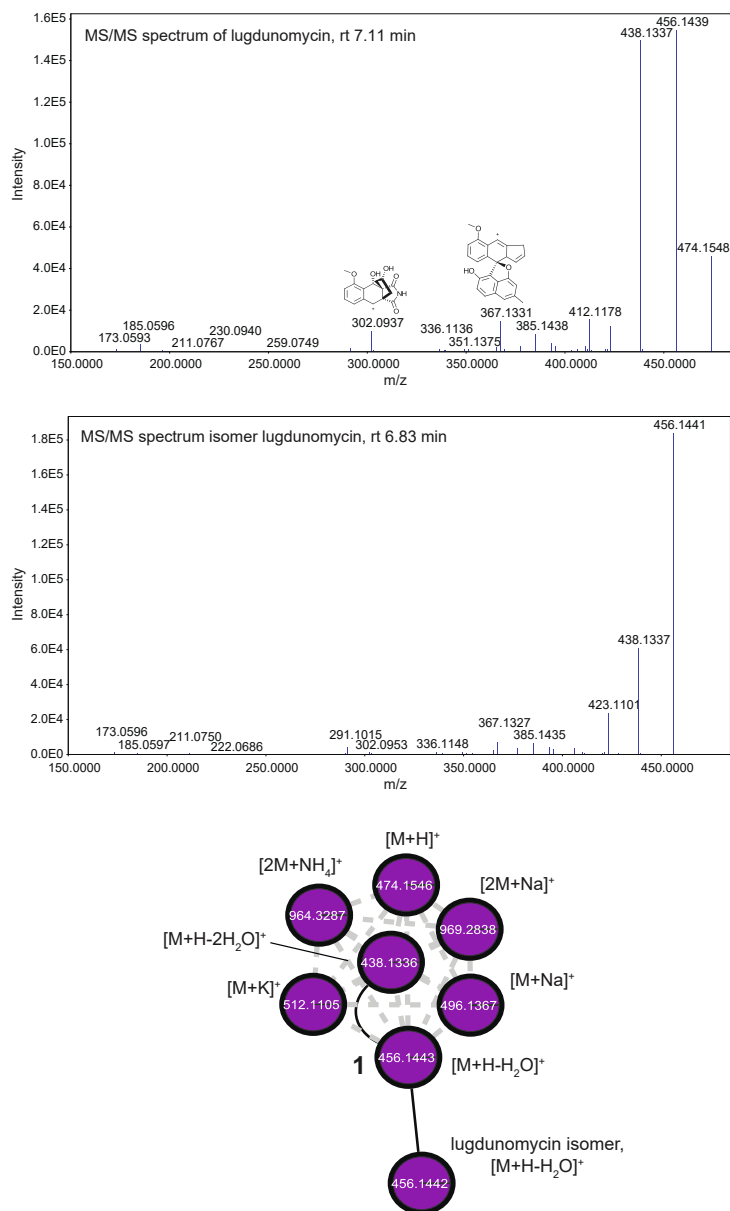 MS/MS spectrum of lugdunomycin, rt 7.11 min
1.6E5
1.4E5
1.2E5
1.0E5
8.0E4
6.0E4
4.0E4
2.0E4
0.0E0
Intensity
456.1439
438.1337
474.1548
412.1178
385.1438
367.1331
351.1375
336.1136
302.0937
259.0749
230.0940
211.0767
185.0596
173.0593
O
OH
OH
O
NH
O
O
HO
O
150.0000 200.0000 250.0000 300.0000 350.0000 400.0000 450.0000
m/z
MS/MS spectrum isomer lugdunomycin, rt 6.83 min
1.8E5
1.6E5
1.4E5
1.2E5
1.0E5
8.0E4
6.0E4
4.0E4
2.0E4
0.0E0
Intensity
456.1441
438.1337
423.1101
385.1435
367.1327
336.1148
302.0953
291.1015
222.0686
211.0750
185.0597
173.0596
150.0000 200.0000 250.0000 300.0000 350.0000 400.0000 450.0000
m/z
[M+H]⁺
[2M+NH₄]⁺
[2M+Na]⁺
474.1546
964.3287
969.2838
[M+H-2H₂O]⁺
438.1336
[M+K]⁺
[M+Na]⁺
512.1105
496.1367
456.1443
1
[M+H-H₂O]⁺
lugdunomycin isomer,
[M+H-H₂O]⁺
456.1442